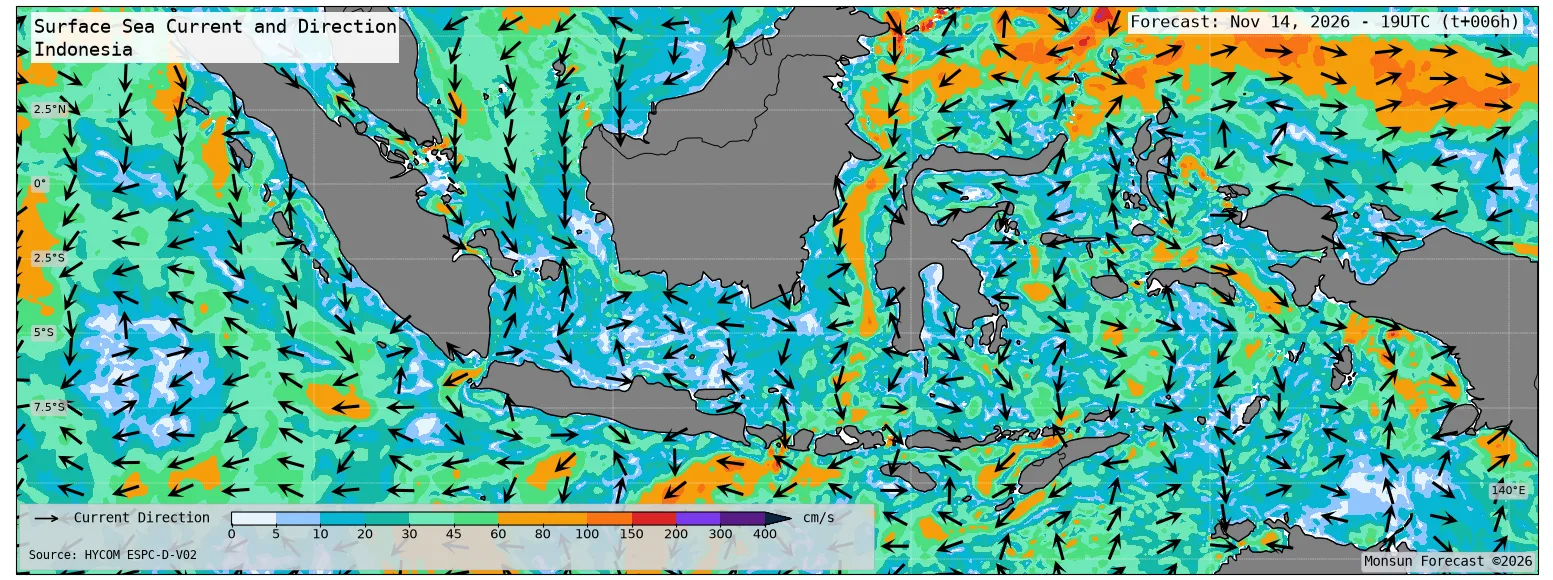 Surface Sea Current and Direction
Indonesia
Forecast: Nov 14, 2026 - 19UTC (t+006h)
2.5°N
0°
2.5°S
5°S
7.5°S
140°E
Current Direction
0 5 10 20 30 45 60 80 100 150 200 300 400 cm/s
Source: HYCOM ESPC-D-V02
Monsun Forecast ©2026